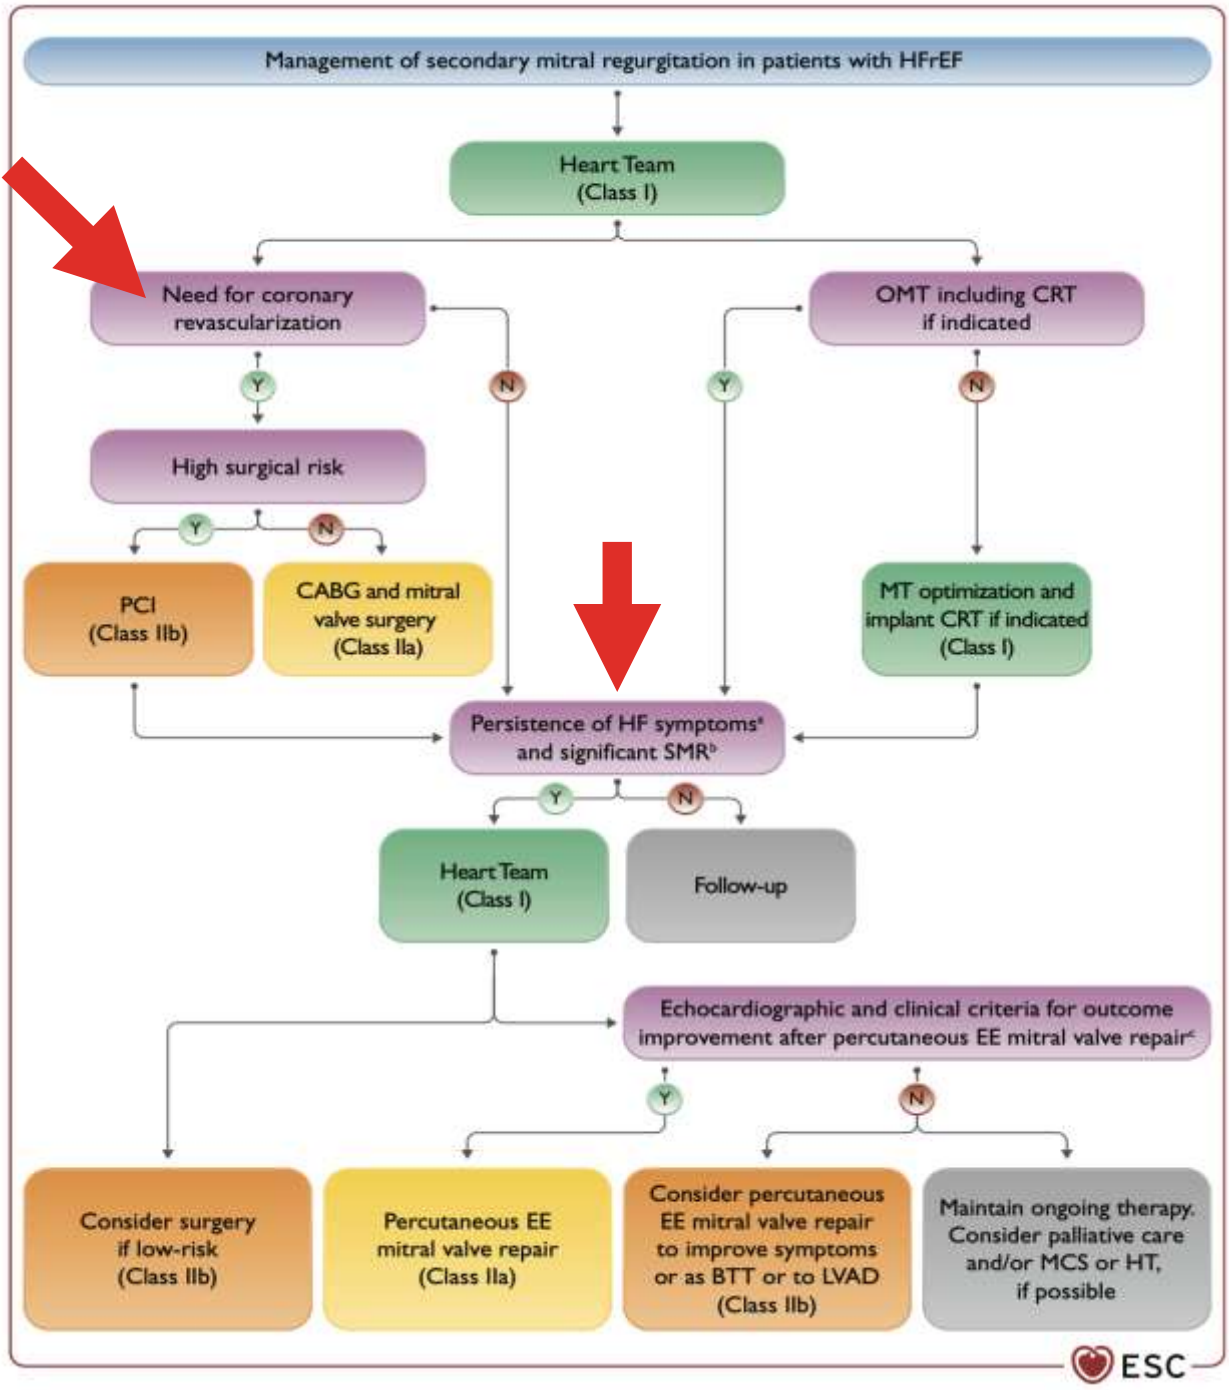 Management of secondary mitral regurgitation in patients with HFrEF
Heart Team
(Class I)
Need for coronary
revascularization
OMT including CRT
if indicated
Y
N
Y
N
High surgical risk
Y
N
PCI
(Class IIb)
CABG and mitral
valve surgery
(Class IIa)
MT optimization and
implant CRT if indicated
(Class I)
Persistence of HF symptomsᵃ
and significant SMRᵇ
Y
N
Heart Team
(Class I)
Follow-up
Echocardiographic and clinical criteria for outcome
improvement after percutaneous EE mitral valve repairᶜ
Y
N
Consider surgery
if low-risk
(Class IIb)
Percutaneous EE
mitral valve repair
(Class IIa)
Consider percutaneous
EE mitral valve repair
to improve symptoms
or as BTT or to LVAD
(Class IIb)
Maintain ongoing therapy.
Consider palliative care
and/or MCS or HT,
if possible
ESC